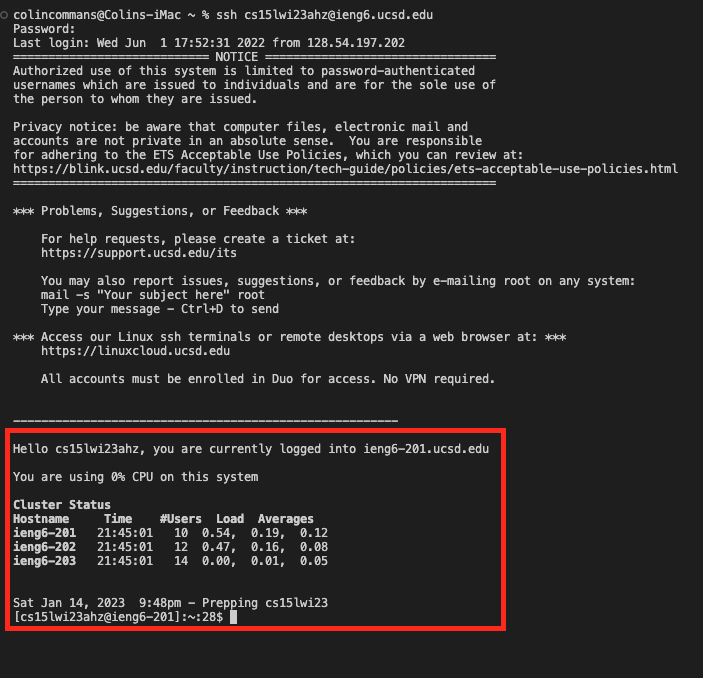 colincommans@Colins-iMac ~ % ssh cs15lwi23ahz@ieng6.ucsd.edu
Password:
Last login: Wed Jun  1 17:52:31 2022 from 128.54.197.202
============================ NOTICE =================================
Authorized use of this system is limited to password-authenticated
usernames which are issued to individuals and are for the sole use of
the person to whom they are issued.

Privacy notice: be aware that computer files, electronic mail and
accounts are not private in an absolute sense.  You are responsible
for adhering to the ETS Acceptable Use Policies, which you can review at:
https://blink.ucsd.edu/faculty/instruction/tech-guide/policies/ets-acceptable-use-policies.html
=====================================================================

*** Problems, Suggestions, or Feedback ***

    For help requests, please create a ticket at:
    https://support.ucsd.edu/its

    You may also report issues, suggestions, or feedback by e-mailing root on any system:
    mail -s "Your subject here" root
    Type your message - Ctrl+D to send

*** Access our Linux ssh terminals or remote desktops via a web browser at: ***
    https://linuxcloud.ucsd.edu

    All accounts must be enrolled in Duo for access. No VPN required.


-------------------------------------------------------

Hello cs15lwi23ahz, you are currently logged into ieng6-201.ucsd.edu

You are using 0% CPU on this system

Cluster Status
Hostname     Time    #Users  Load  Averages
ieng6-201   21:45:01   10  0.54,  0.19,  0.12
ieng6-202   21:45:01   12  0.47,  0.16,  0.08
ieng6-203   21:45:01   14  0.00,  0.01,  0.05


Sat Jan 14, 2023  9:48pm - Prepping cs15lwi23
[cs15lwi23ahz@ieng6-201]:~:28$